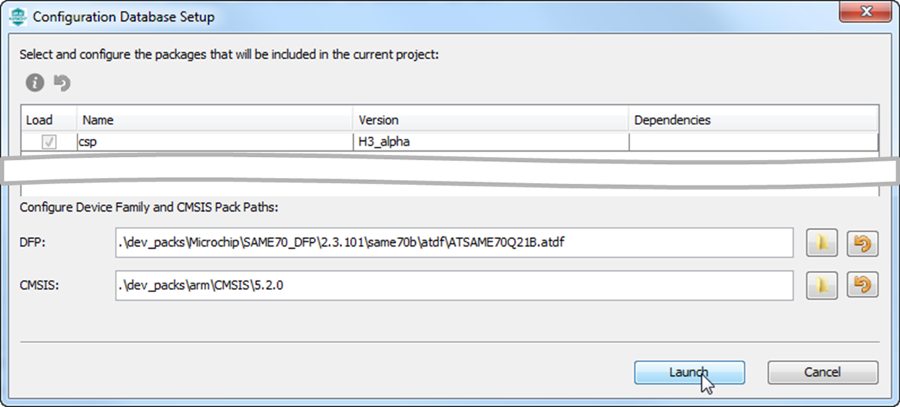 Configuration Database Setup
Select and configure the packages that will be included in the current project:
Load Name Version Dependencies
csp H3_alpha
Configure Device Family and CMSIS Pack Paths:
DFP: .\dev_packs\Microchip\SAME70_DFP\2.3.101\same70b\atdf\ATSAME70Q21B.atdf
CMSIS: .\dev_packs\arm\CMSIS\5.2.0
Launch Cancel